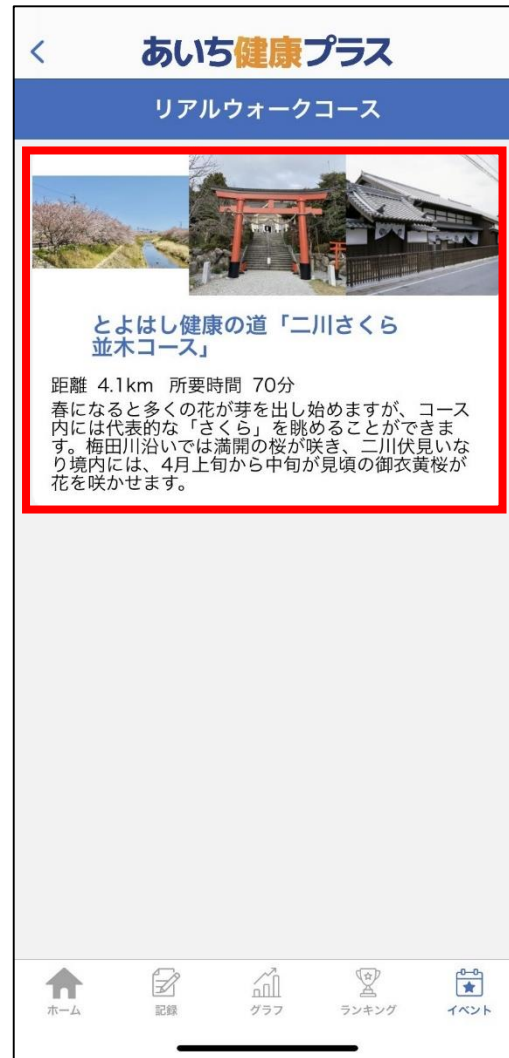 あいち健康プラス
リアルウォークコース
とよはし健康の道「二川さくら
並木コース」
距離 4.1km 所要時間 70分
春になると多くの花が芽を出し始めますが、コース
内には代表的な「さくら」を眺めることができま
す。梅田川沿いでは満開の桜が咲き、二川伏見いな
り境内には、4月上旬から中旬が見頃の御衣黄桜が
花を咲かせます。
ホーム 記録 グラフ ランキング イベント